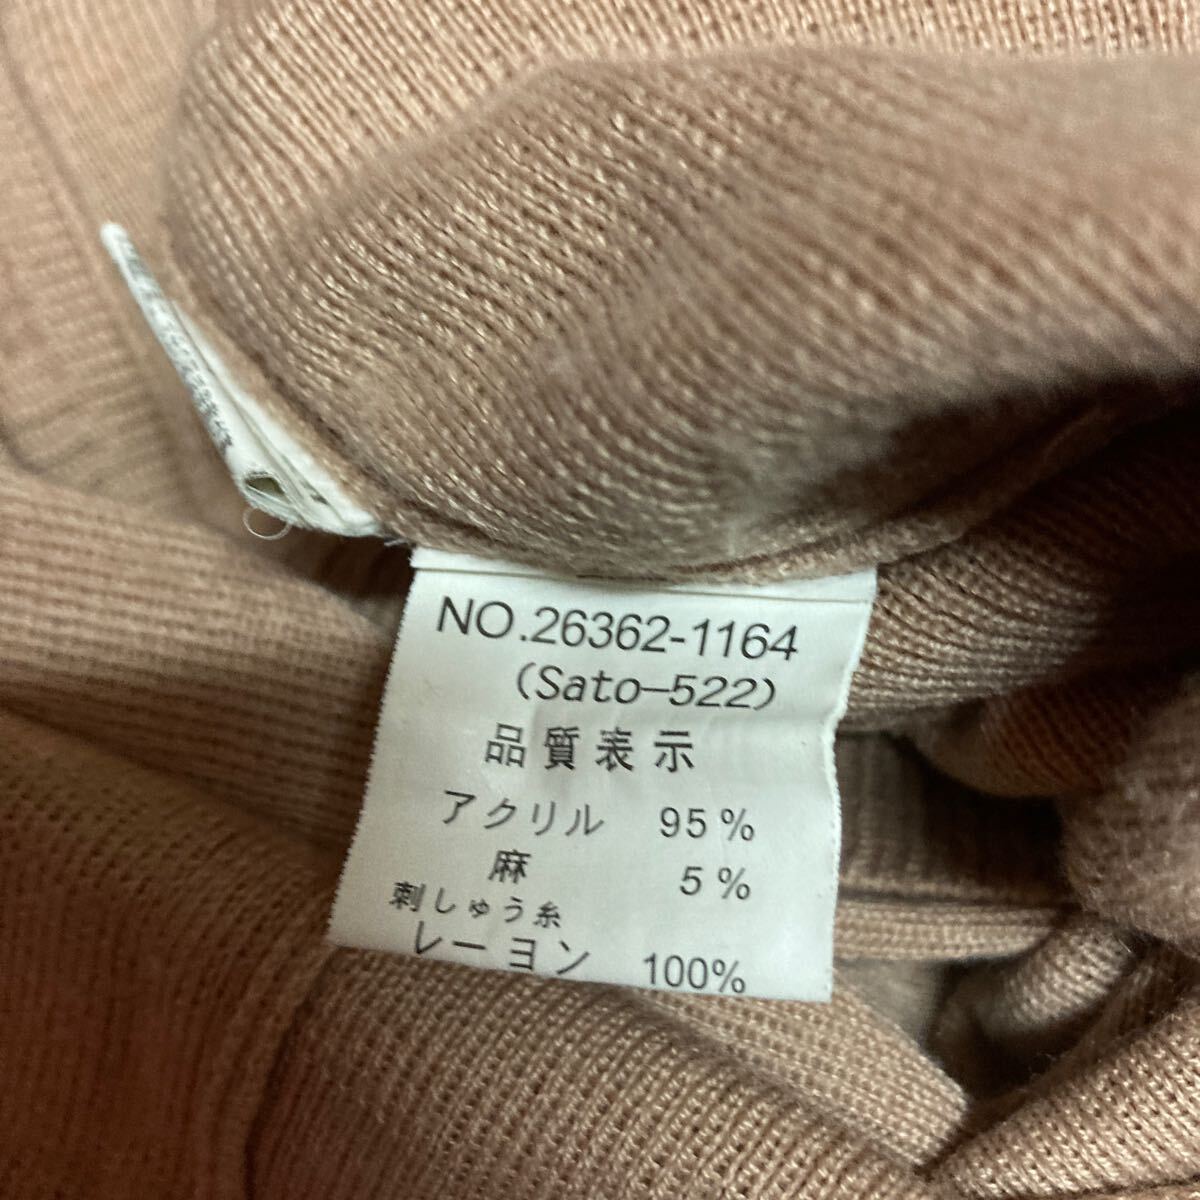 NO.26362-1164
(Sato-522)
品質表示
アクリル 95%
麻 5%
刺しゅう糸
レーヨン 100%